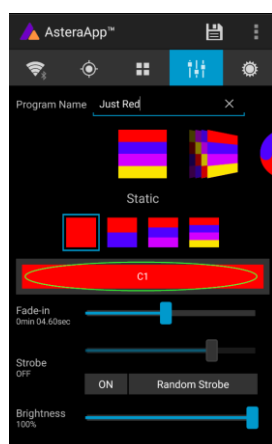 AsteraApp™
Program Name Just Red
Static
C1
Fade-in
0min 04.60sec
Strobe
OFF
ON Random Strobe
Brightness
100%